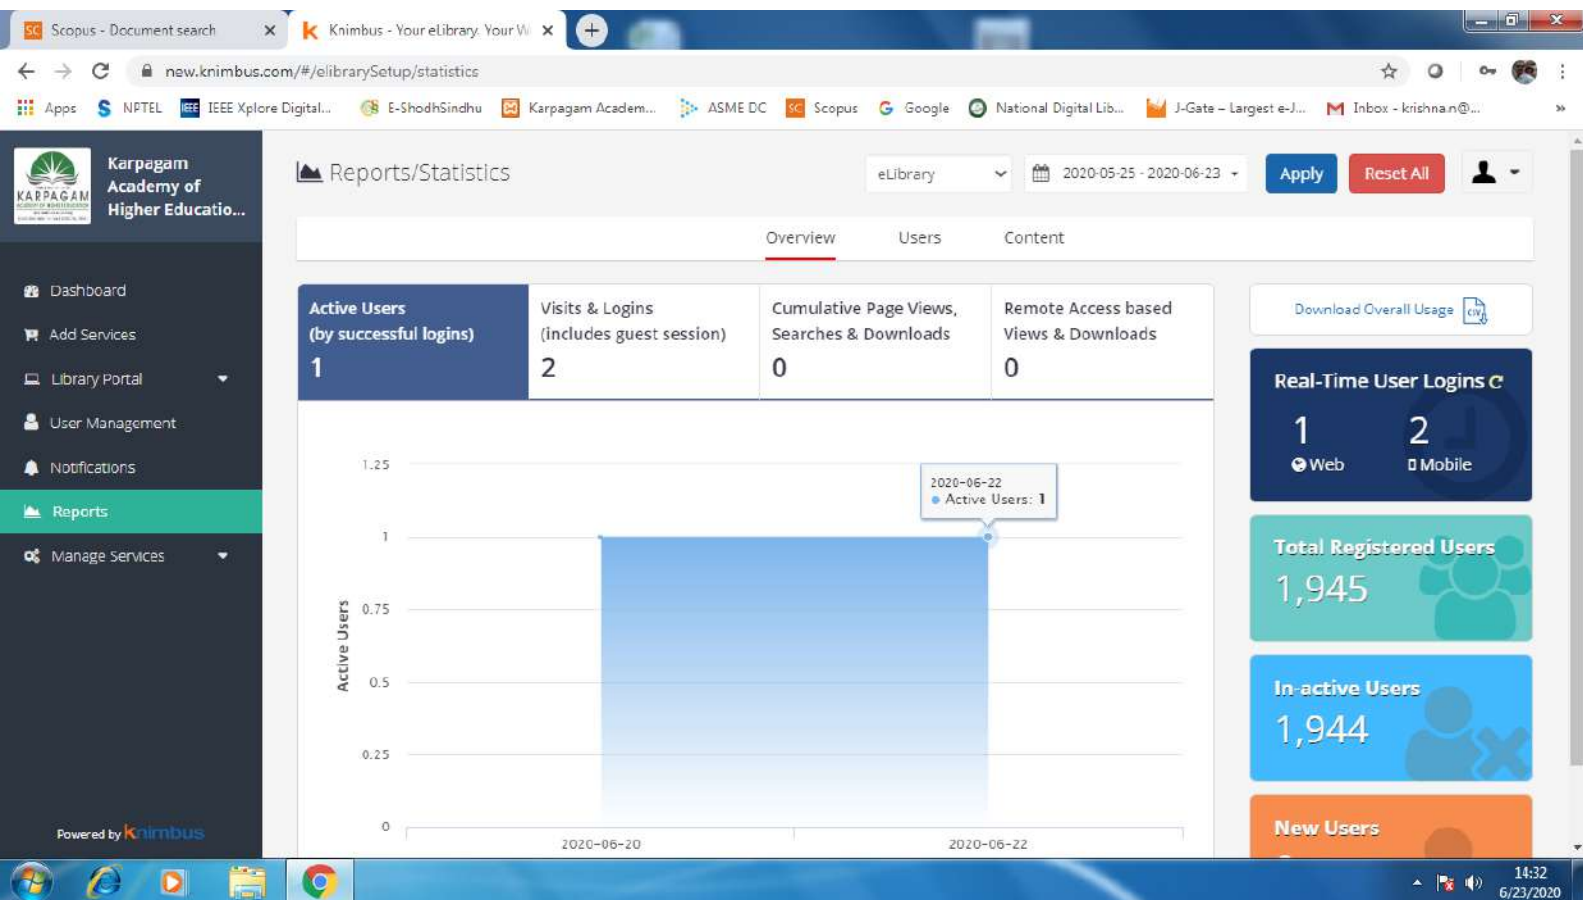 Scopus - Document search
Knimbus - Your eLibrary. Your W
new.knimbus.com/#/elibrarySetup/statistics
Apps NPTEL IEEE Xplore Digital... E-ShodhSindhu Karpagam Academ... ASME DC Scopus Google National Digital Lib... J-Gate – Largest e-J... Inbox - krishna.n@... »
KARPAGAM
Karpagam
Academy of
Higher Educatio...
Reports/Statistics
eLibrary
2020-05-25 - 2020-06-23
Apply
Reset All
Overview Users Content
Dashboard
Add Services
Library Portal
User Management
Notifications
Reports
Manage Services
Powered by Knimbus
Active Users
(by successful logins)
1
Visits & Logins
(includes guest session)
2
Cumulative Page Views,
Searches & Downloads
0
Remote Access based
Views & Downloads
0
1.25
1
0.75
0.5
0.25
0
Active Users
2020-06-22
Active Users: 1
2020-06-20
2020-06-22
Download Overall Usage
Real-Time User Logins
1 2
Web Mobile
Total Registered Users
1,945
In-active Users
1,944
New Users
14:32
6/23/2020